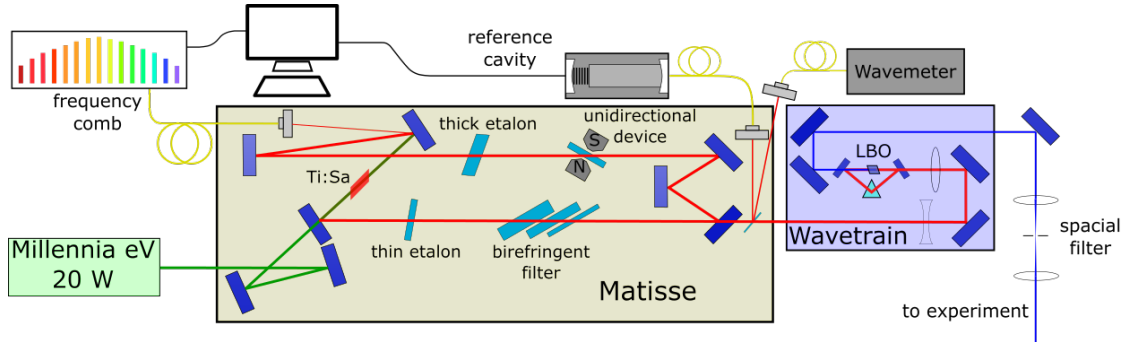 reference
cavity
Wavemeter
frequency
comb
thick etalon
unidirectional
device
S
N
LBO
Ti:Sa
thin etalon
birefringent
filter
Wavetrain
spacial
filter
Millennia eV
20 W
Matisse
to experiment